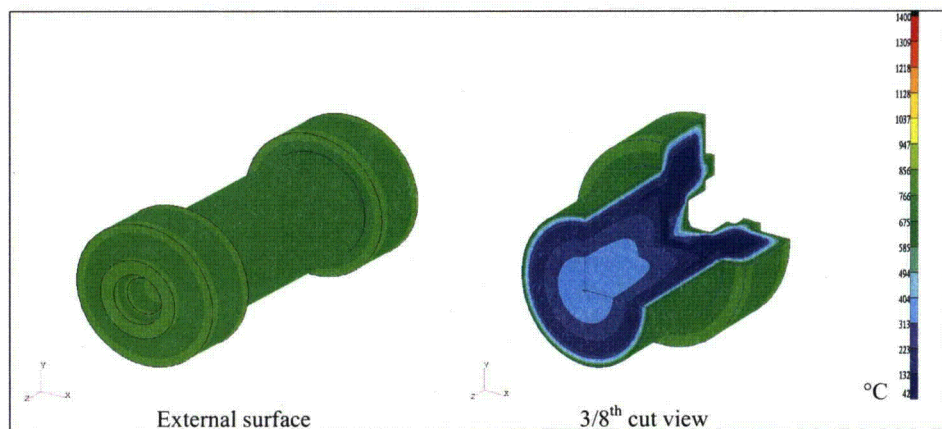 1400
1309
1218
1128
1037
947
856
766
675
585
494
404
313
223
132
42
°C
Y
Z X
Y
Z X
External surface
3/8th cut view